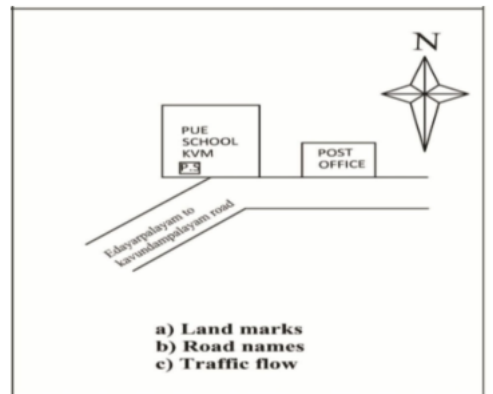 N
PUE
SCHOOL
KVM
P.S
POST
OFFICE
Edayarpalayam to
kavundampalayam road
a) Land marks
b) Road names
c) Traffic flow